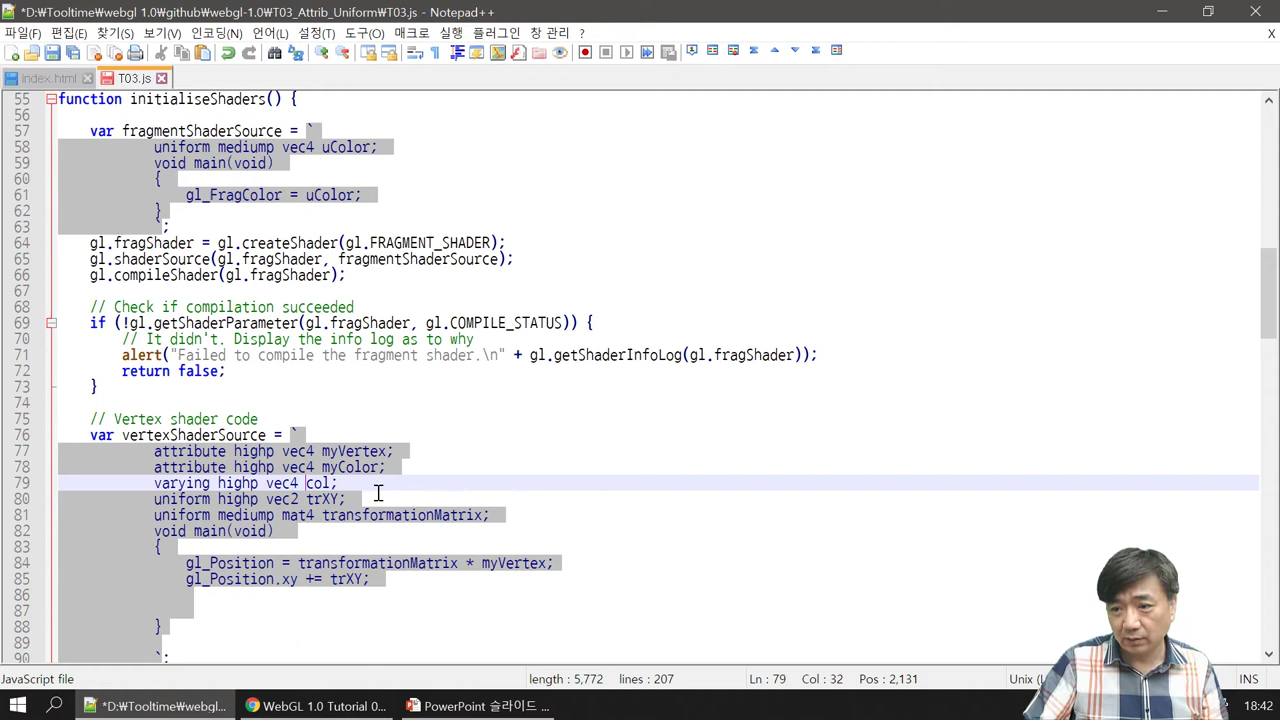 *D:₩Tooltime₩webgl 1.0₩github₩webgl-1.0₩T03_Attrib_Uniform₩T03.js - Notepad++
파일(F) 편집(E) 찾기(S) 보기(V) 인코딩(N) 언어(L) 설정(T) 도구(O) 매크로 실행 플러그인 창 관리 ? X
index.html T03.js
55 function initialiseShaders() {
56
57 var fragmentShaderSource = `
58 uniform mediump vec4 uColor;
59 void main(void)
60 {
61 gl_FragColor = uColor;
62 }
63 `;
64 gl.fragShader = gl.createShader(gl.FRAGMENT_SHADER);
65 gl.shaderSource(gl.fragShader, fragmentShaderSource);
66 gl.compileShader(gl.fragShader);
67
68 // Check if compilation succeeded
69 if (!gl.getShaderParameter(gl.fragShader, gl.COMPILE_STATUS)) {
70 // It didn't. Display the info log as to why
71 alert("Failed to compile the fragment shader.\n" + gl.getShaderInfoLog(gl.fragShader));
72 return false;
73 }
74
75 // Vertex shader code
76 var vertexShaderSource = `
77 attribute highp vec4 myVertex;
78 attribute highp vec4 myColor;
79 varying highp vec4 col;
80 uniform highp vec2 trXY;
81 uniform mediump mat4 transformationMatrix;
82 void main(void)
83 {
84 gl_Position = transformationMatrix * myVertex;
85 gl_Position.xy += trXY;
86
87
88 }
89
90 `;
JavaScript file length : 5,772 lines : 207 Ln : 79 Col : 32 Pos : 2,131 Unix (L INS
*D:₩Tooltime₩webgl... WebGL 1.0 Tutorial 0... PowerPoint 슬라이드 ... 18:42